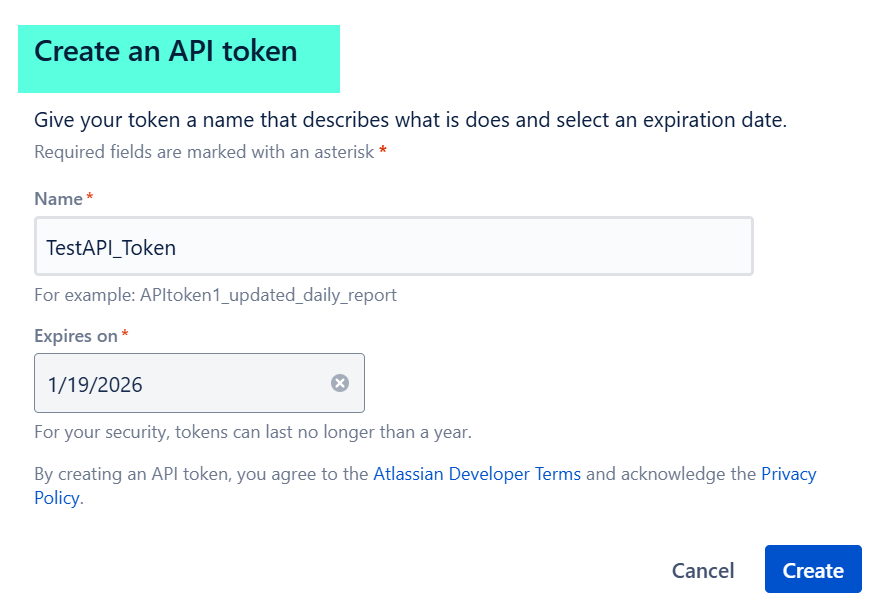 Create an API token
Give your token a name that describes what is does and select an expiration date.
Required fields are marked with an asterisk *
Name *
TestAPI_Token
For example: APItoken1_updated_daily_report
Expires on *
1/19/2026
For your security, tokens can last no longer than a year.
By creating an API token, you agree to the Atlassian Developer Terms and acknowledge the Privacy
Policy.
Cancel Create